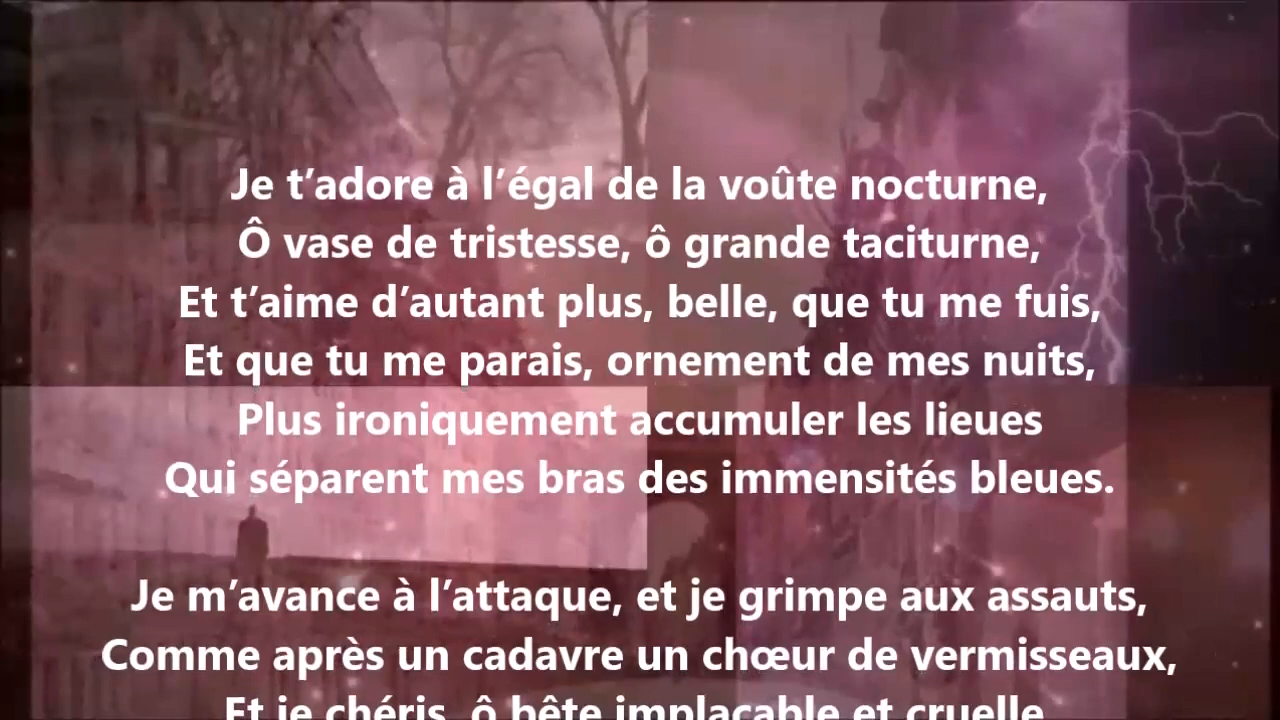 Je t’adore à l’égal de la voûte nocturne,
Ô vase de tristesse, ô grande taciturne,
Et t’aime d’autant plus, belle, que tu me fuis,
Et que tu me parais, ornement de mes nuits,
Plus ironiquement accumuler les lieues
Qui séparent mes bras des immensités bleues.
Je m’avance à l’attaque, et je grimpe aux assauts,
Comme après un cadavre un chœur de vermisseaux,
Et je chéris, ô bête implacable et cruelle